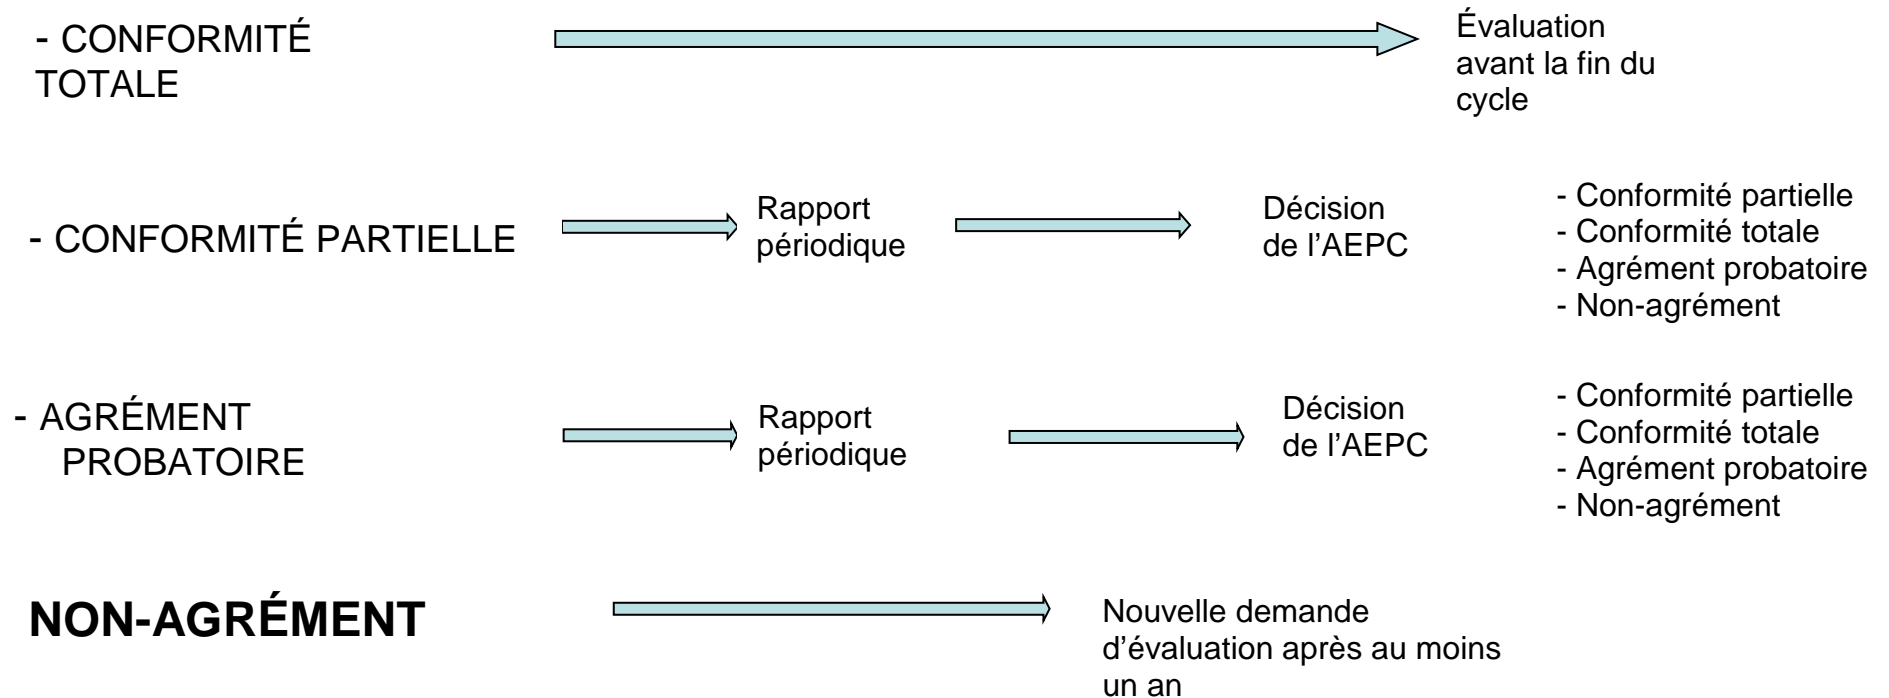 - CONFORMITÉ
TOTALE
Évaluation
avant la fin du
cycle
- CONFORMITÉ PARTIELLE
Rapport
périodique
Décision
de l’AEPC
- Conformité partielle
- Conformité totale
- Agrément probatoire
- Non-agrément
- AGRÉMENT
PROBATOIRE
Rapport
périodique
Décision
de l’AEPC
- Conformité partielle
- Conformité totale
- Agrément probatoire
- Non-agrément
NON-AGRÉMENT
Nouvelle demande
d’évaluation après au moins
un an